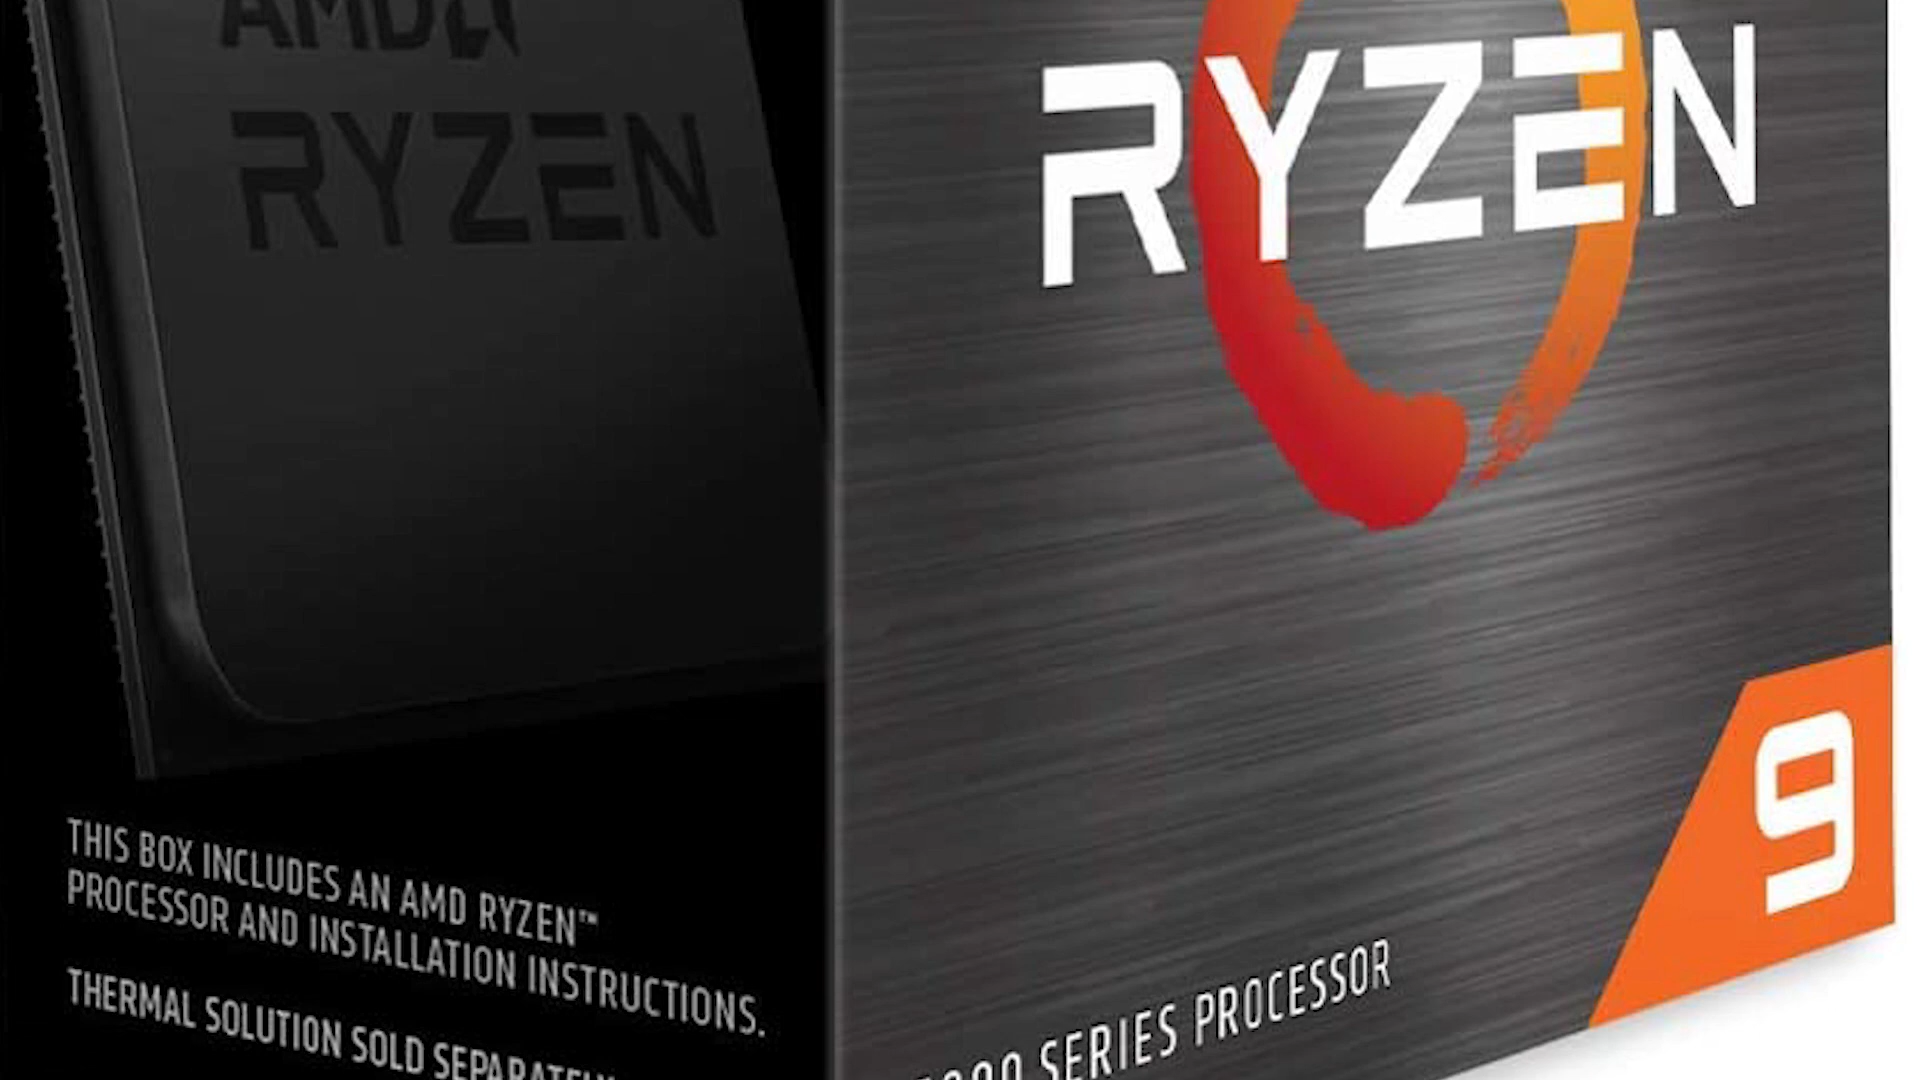 AMD
RYZEN
THIS BOX INCLUDES AN AMD RYZEN™
PROCESSOR AND INSTALLATION INSTRUCTIONS.
THERMAL SOLUTION SOLD SEPARATELY
RYZEN
9
SERIES PROCESSOR